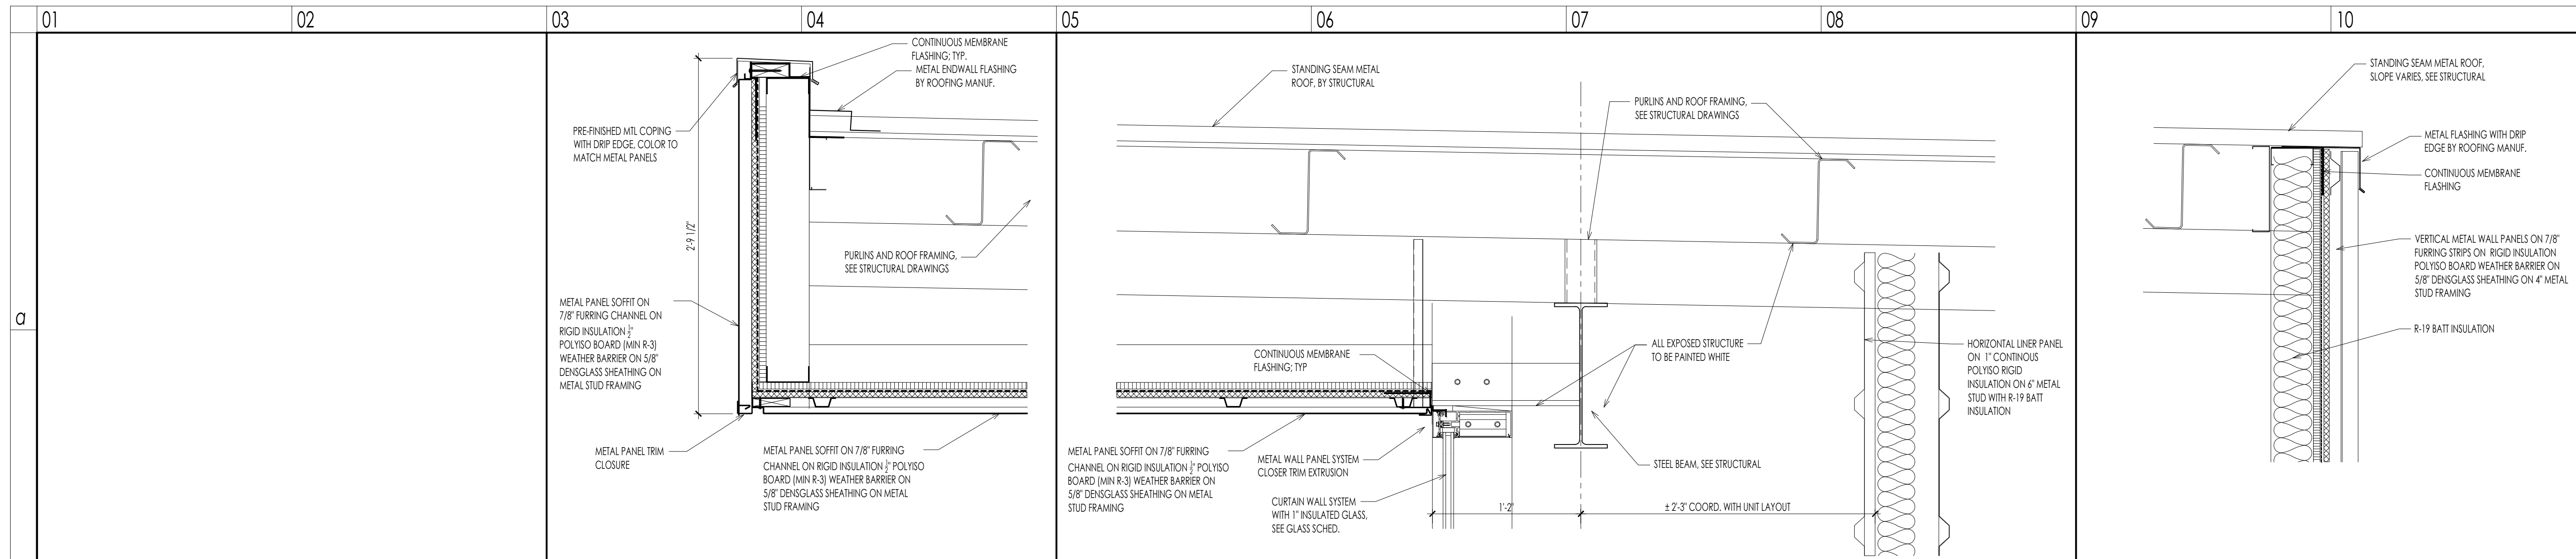 01
02
03
04
05
06
07
08
09
10
a
CONTINUOUS MEMBRANE
FLASHING; TYP.
METAL ENDWALL FLASHING
BY ROOFING MANUF.
PRE-FINISHED MTL COPING
WITH DRIP EDGE, COLOR TO
MATCH METAL PANELS
2'-9 1/2"
PURLINS AND ROOF FRAMING,
SEE STRUCTURAL DRAWINGS
METAL PANEL SOFFIT ON
7/8" FURRING CHANNEL ON
RIGID INSULATION ½"
POLYISO BOARD (MIN R-3)
WEATHER BARRIER ON 5/8"
DENSGLASS SHEATHING ON
METAL STUD FRAMING
METAL PANEL TRIM
CLOSURE
METAL PANEL SOFFIT ON 7/8" FURRING
CHANNEL ON RIGID INSULATION ½" POLYISO
BOARD (MIN R-3) WEATHER BARRIER ON
5/8" DENSGLASS SHEATHING ON METAL
STUD FRAMING
STANDING SEAM METAL
ROOF, BY STRUCTURAL
PURLINS AND ROOF FRAMING,
SEE STRUCTURAL DRAWINGS
CONTINUOUS MEMBRANE
FLASHING; TYP
ALL EXPOSED STRUCTURE
TO BE PAINTED WHITE
HORIZONTAL LINER PANEL
ON 1" CONTINOUS
POLYISO RIGID
INSULATION ON 6" METAL
STUD WITH R-19 BATT
INSULATION
METAL PANEL SOFFIT ON 7/8" FURRING
CHANNEL ON RIGID INSULATION ½" POLYISO
BOARD (MIN R-3) WEATHER BARRIER ON
5/8" DENSGLASS SHEATHING ON METAL
STUD FRAMING
METAL WALL PANEL SYSTEM
CLOSER TRIM EXTRUSION
CURTAIN WALL SYSTEM
WITH 1" INSULATED GLASS,
SEE GLASS SCHED.
STEEL BEAM, SEE STRUCTURAL
1'-2"
± 2'-3" COORD. WITH UNIT LAYOUT
STANDING SEAM METAL ROOF,
SLOPE VARIES, SEE STRUCTURAL
METAL FLASHING WITH DRIP
EDGE BY ROOFING MANUF.
CONTINUOUS MEMBRANE
FLASHING
VERTICAL METAL WALL PANELS ON 7/8"
FURRING STRIPS ON RIGID INSULATION
POLYISO BOARD WEATHER BARRIER ON
5/8" DENSGLASS SHEATHING ON 4" METAL
STUD FRAMING
R-19 BATT INSULATION